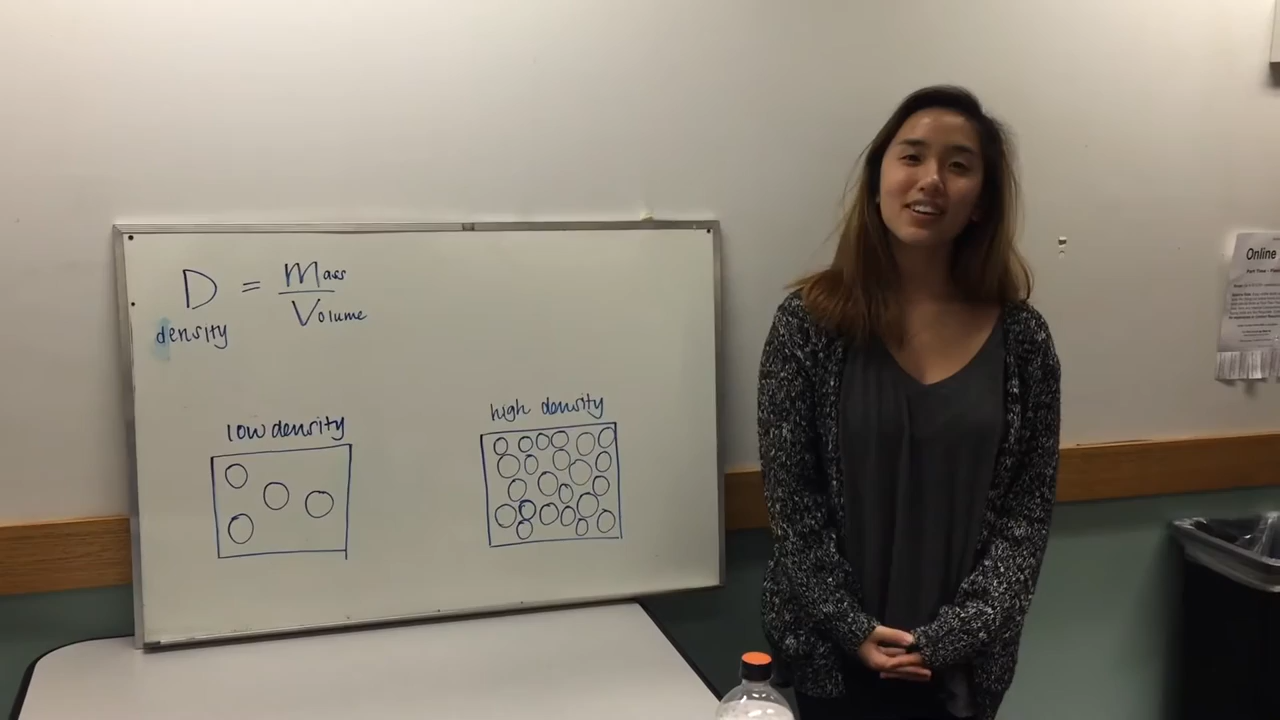 D = Mass
Volume
density
low density
high density
Online